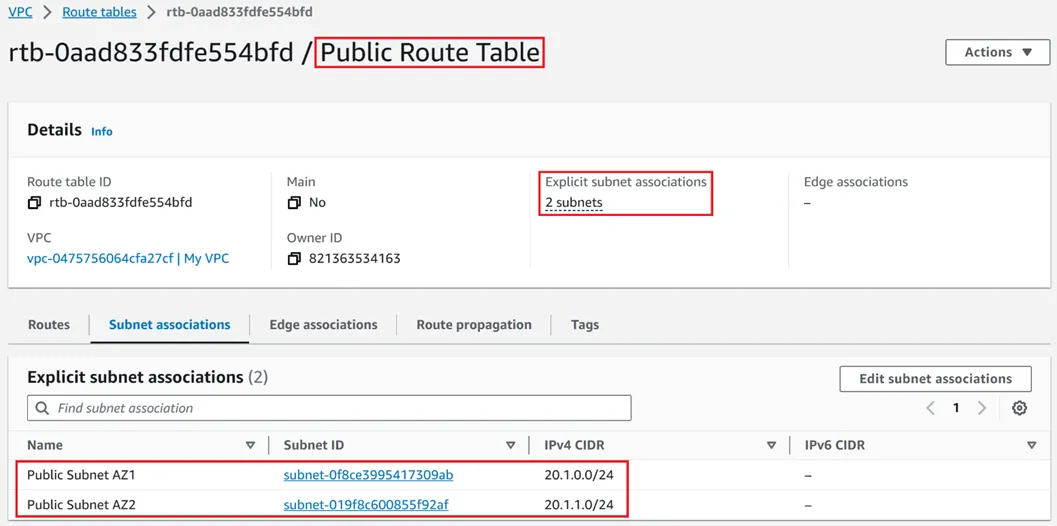 VPC > Route tables > rtb-0aad833fdfe554bfd
rtb-0aad833fdfe554bfd / Public Route Table
Actions
Details Info
Route table ID
rtb-0aad833fdfe554bfd
Main
No
Explicit subnet associations
2 subnets
Edge associations
–
VPC
vpc-0475756064cfa27cf | My VPC
Owner ID
821363534163
Routes Subnet associations Edge associations Route propagation Tags
Explicit subnet associations (2)
Edit subnet associations
Find subnet association
1
Name Subnet ID IPv4 CIDR IPv6 CIDR
Public Subnet AZ1 subnet-0f8ce3995417309ab 20.1.0.0/24 –
Public Subnet AZ2 subnet-019f8c600855f92af 20.1.1.0/24 –